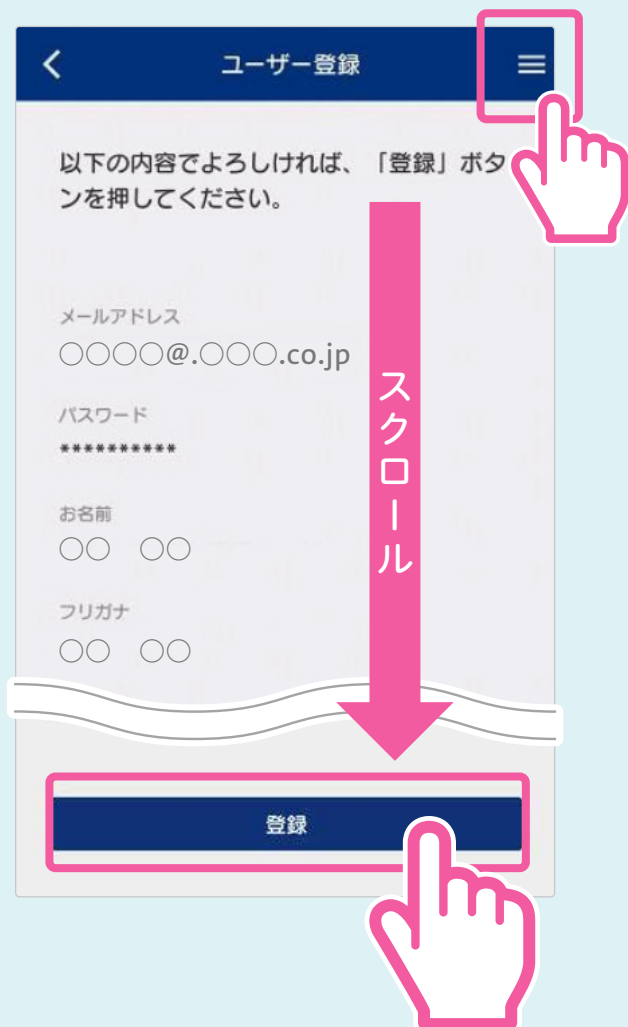 ユーザー登録
以下の内容でよろしければ、「登録」ボタ
ンを押してください。
メールアドレス
○○○○@.○○○.co.jp
パスワード
**********
お名前
○○　○○
フリガナ
○○　○○
スクロール
登録